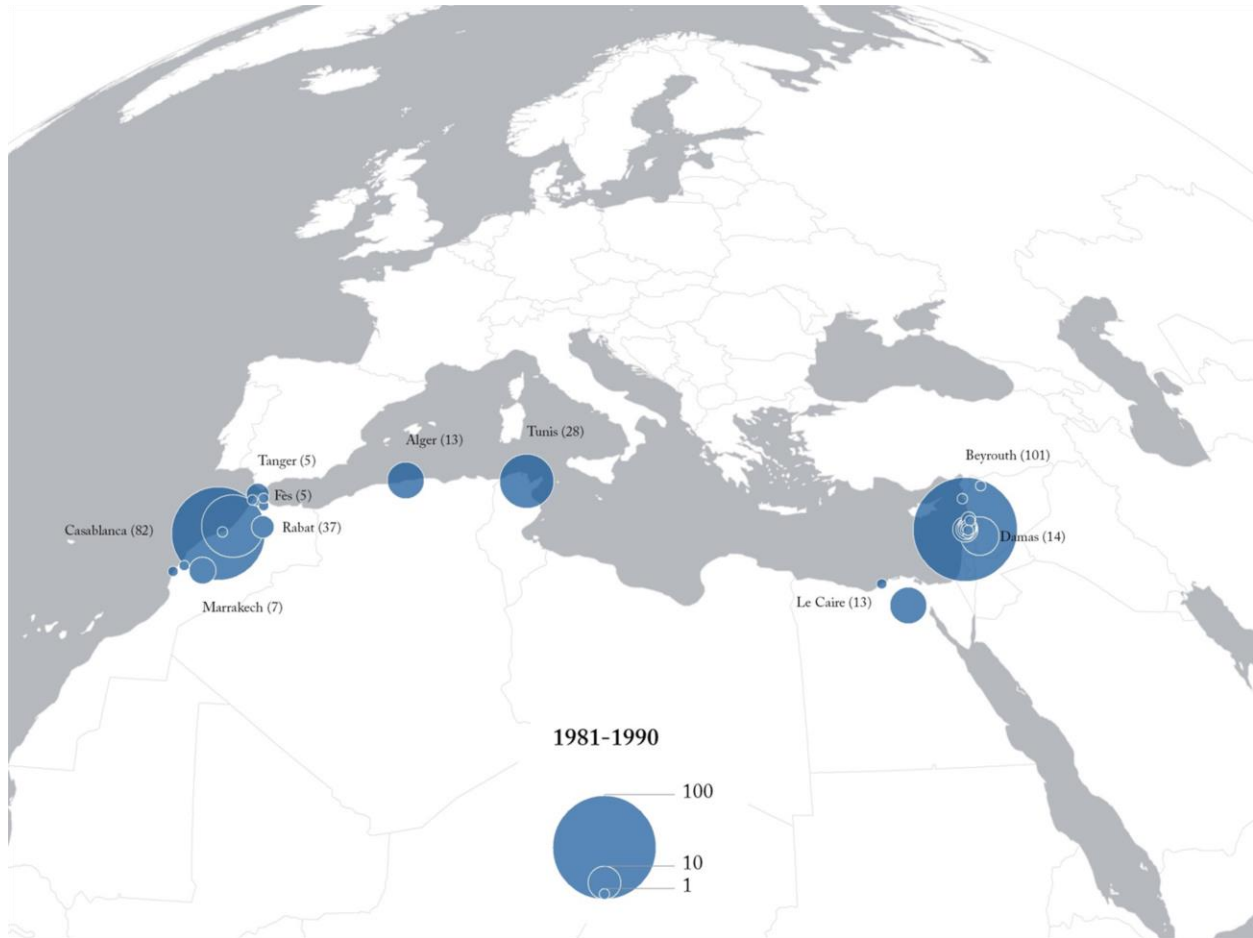 Alger (13)
Tunis (28)
Tanger (5)
Beyrouth (101)
Fès (5)
Casablanca (82)
Rabat (37)
Damas (14)
Marrakech (7)
Le Caire (13)
1981-1990
100
10
1